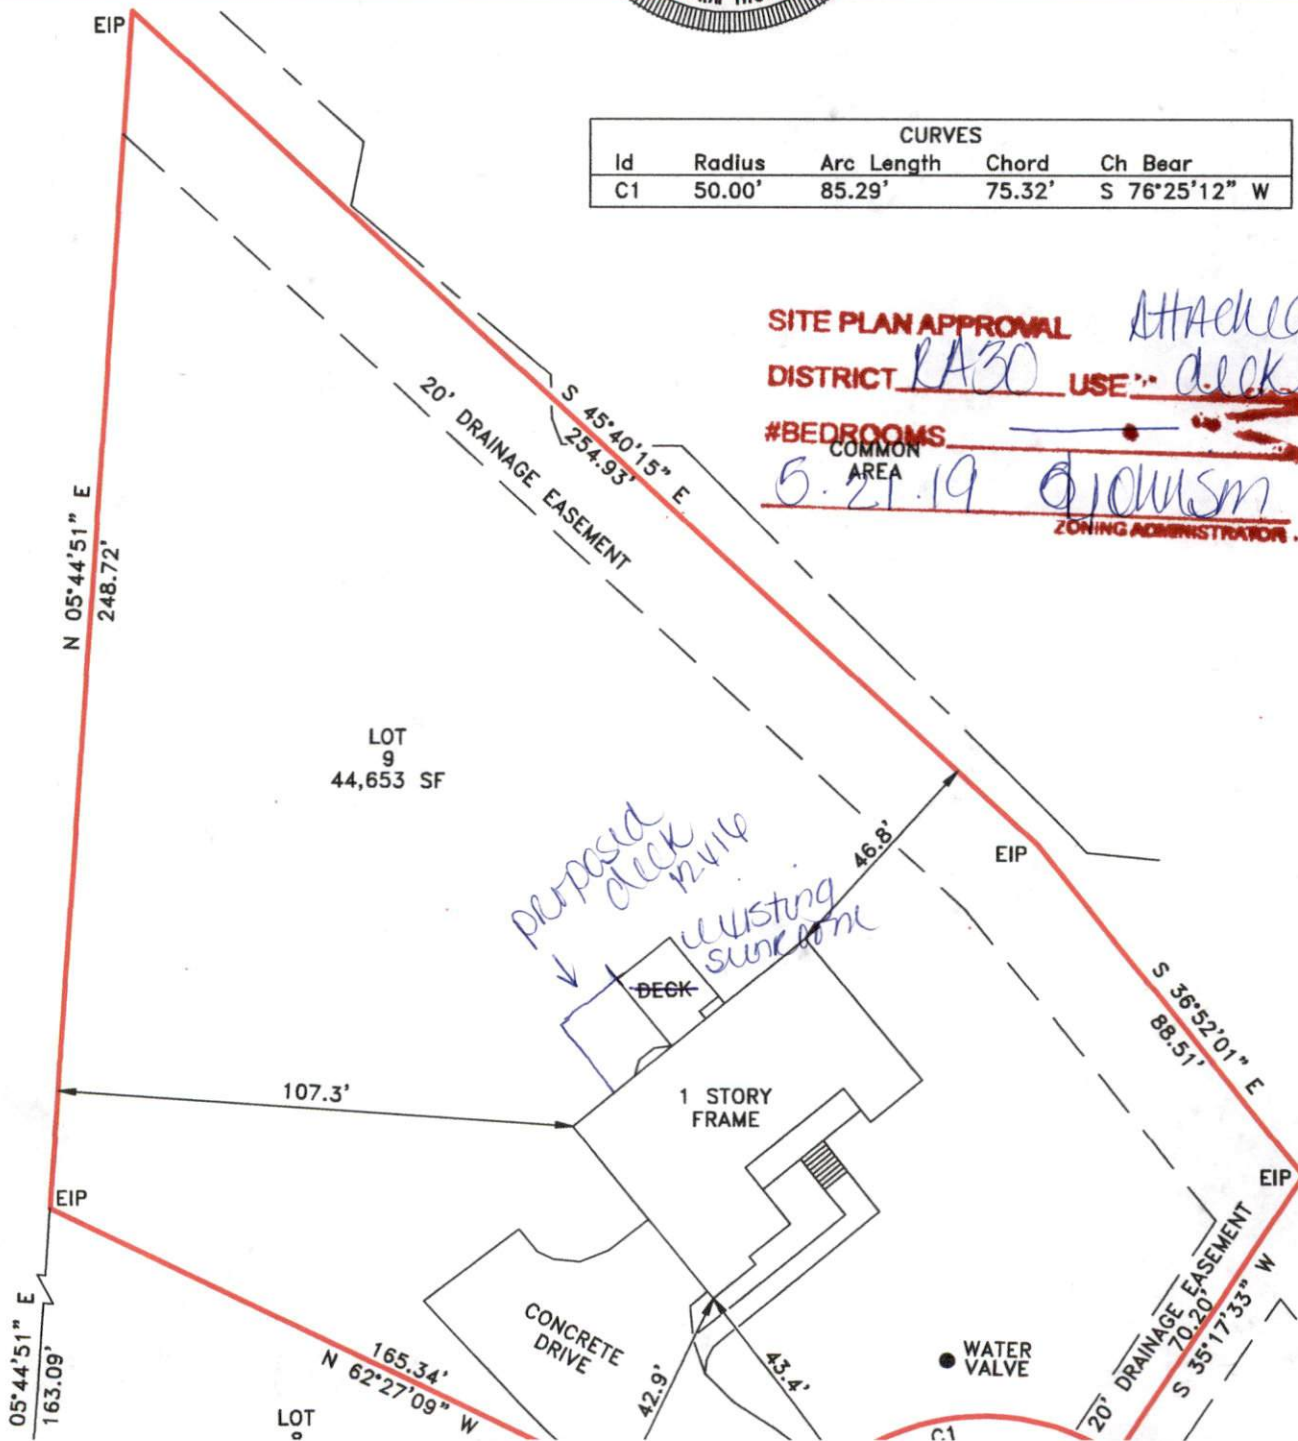 EIP
CURVES
Id Radius Arc Length Chord Ch Bear
C1 50.00' 85.29' 75.32' S 76°25'12" W
SITE PLAN APPROVAL Attached
DISTRICT RA30 USE deck
#BEDROOMS
COMMON
AREA
5.21.19
ZONING ADMINISTRATOR
S 45°40'15" E
254.93'
20' DRAINAGE EASEMENT
N 05°44'51" E
248.72'
LOT
9
44,653 SF
proposed
deck
12x16
existing
sunroom
46.8'
EIP
DECK
S 36°52'01" E
88.51'
107.3'
1 STORY
FRAME
EIP
EIP
05°44'51" E
163.09'
165.34'
N 62°27'09" W
CONCRETE
DRIVE
42.9'
43.4'
WATER
VALVE
20' DRAINAGE EASEMENT
70.20'
S 35°17'33" W
LOT
C1